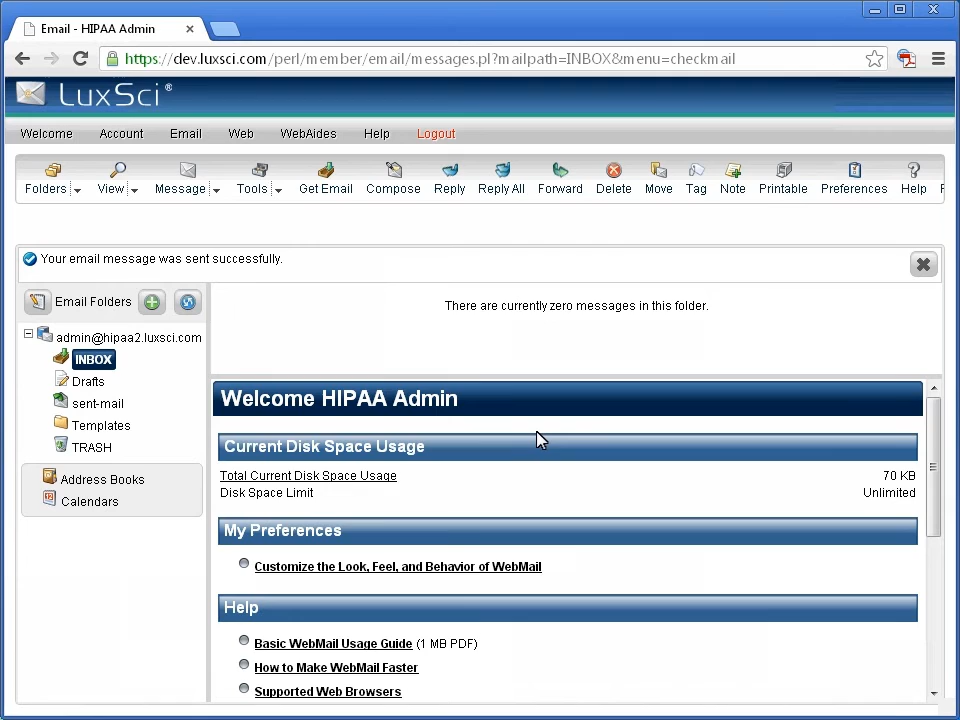 Email - HIPAA Admin
https://dev.luxsci.com/perl/member/email/messages.pl?mailpath=INBOX&menu=checkmail
LuxSci®
Welcome Account Email Web WebAides Help Logout
Folders View Message Tools Get Email Compose Reply Reply All Forward Delete Move Tag Note Printable Preferences Help
Your email message was sent successfully.
Email Folders
admin@hipaa2.luxsci.com
INBOX
Drafts
sent-mail
Templates
TRASH
Address Books
Calendars
There are currently zero messages in this folder.
Welcome HIPAA Admin
Current Disk Space Usage
Total Current Disk Space Usage 70 KB
Disk Space Limit Unlimited
My Preferences
Customize the Look, Feel, and Behavior of WebMail
Help
Basic WebMail Usage Guide (1 MB PDF)
How to Make WebMail Faster
Supported Web Browsers